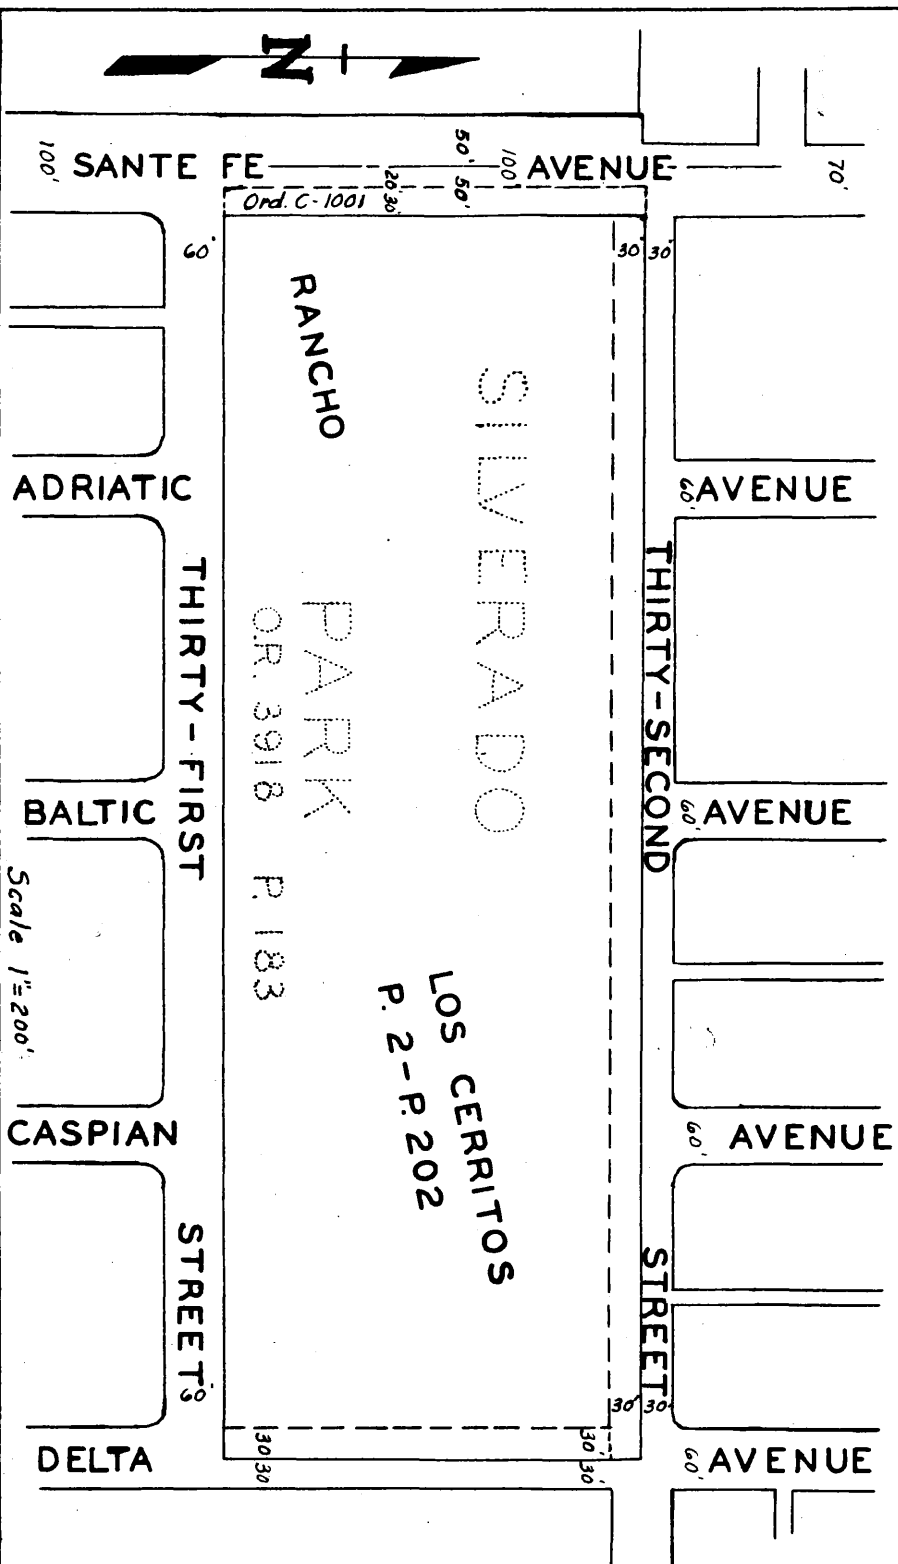 N
100' SANTE FE 50' 100' AVENUE 70'
20' 30' 50'
Ord. C-1001
60'
30' 30'
RANCHO
SILVERADO
ADRIATIC 60' AVENUE
THIRTY-FIRST
THIRTY-SECOND
PARK
O.R. 3918 P. 183
BALTIC 60' AVENUE
Scale 1"=200'
LOS CERRITOS
P. 2-P. 202
CASPIAN 60' AVENUE
STREET 60'
STREET
30' 30'
30' 30'
30' 30'
DELTA 60' AVENUE